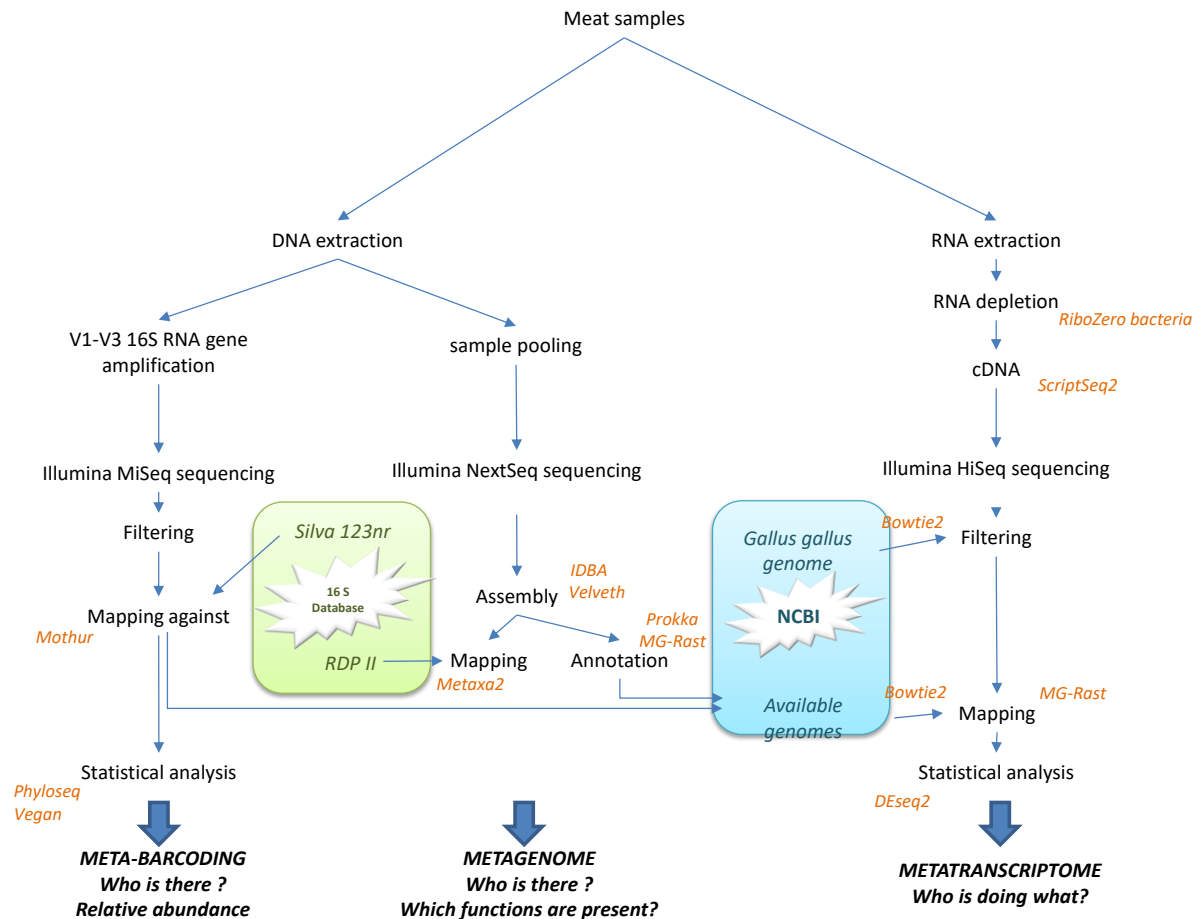 Meat samples
DNA extraction
RNA extraction
RNA depletion
RiboZero bacteria
V1-V3 16S RNA gene
amplification
sample pooling
cDNA
ScriptSeq2
Illumina MiSeq sequencing
Illumina NextSeq sequencing
Illumina HiSeq sequencing
Filtering
Silva 123nr
Gallus gallus
genome
Bowtie2
Filtering
16 S
Database
IDBA
Velveth
Assembly
NCBI
Mapping against
Mothur
Prokka
MG-Rast
RDP II
Mapping
Metaxa2
Annotation
Available
genomes
Bowtie2
MG-Rast
Mapping
Statistical analysis
Phyloseq
Vegan
Statistical analysis
DEseq2
META-BARCODING
Who is there ?
Relative abundance
METAGENOME
Who is there ?
Which functions are present?
METATRANSCRIPTOME
Who is doing what?